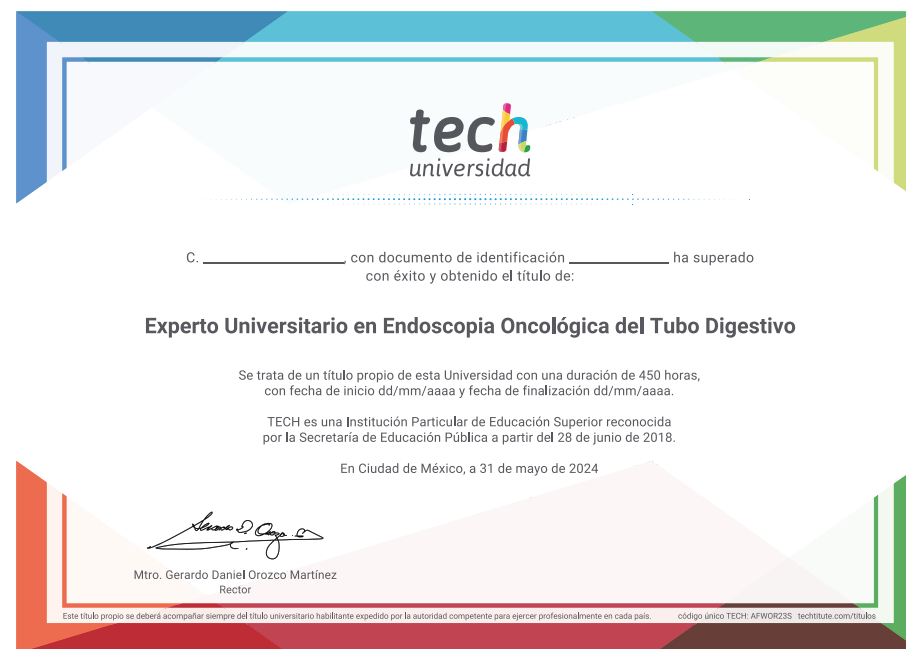 tech
universidad
C. ____________, con documento de identificación ____________ ha superado
con éxito y obtenido el título de:
Experto Universitario en Endoscopia Oncológica del Tubo Digestivo
Se trata de un título propio de esta Universidad con una duración de 450 horas,
con fecha de inicio dd/mm/aaaa y fecha de finalización dd/mm/aaaa.
TECH es una Institución Particular de Educación Superior reconocida
por la Secretaría de Educación Pública a partir del 28 de junio de 2018.
En Ciudad de México, a 31 de mayo de 2024
Mtro. Gerardo Daniel Orozco Martínez
Rector
Este título propio se deberá acompañar siempre del título universitario habilitante expedido por la autoridad competente para ejercer profesionalmente en cada país. código único TECH: AFWOR23S techtitute.com/titulos